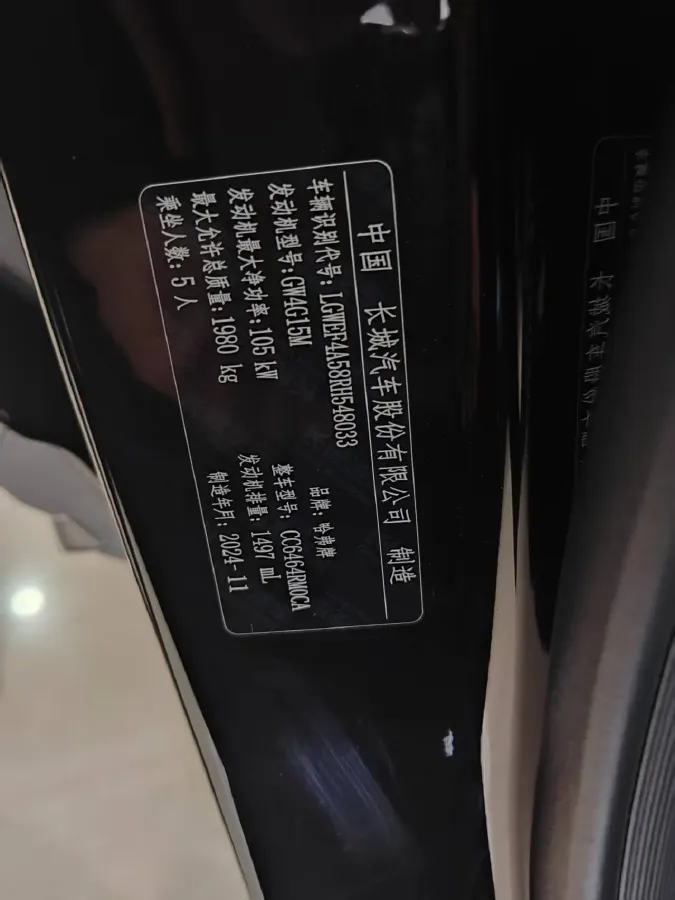 中国 长城汽车股份有限公司 制造
车辆识别代号: LGWEF4A58RH548033 品牌: 哈弗牌
发动机型号: GW4G15M 整车型号: CC6464RM0CA
发动机最大净功率: 105 kW 发动机排量: 1497 mL
最大允许总质量: 1980 kg 制造年月: 2024-11
乘坐人数: 5 人